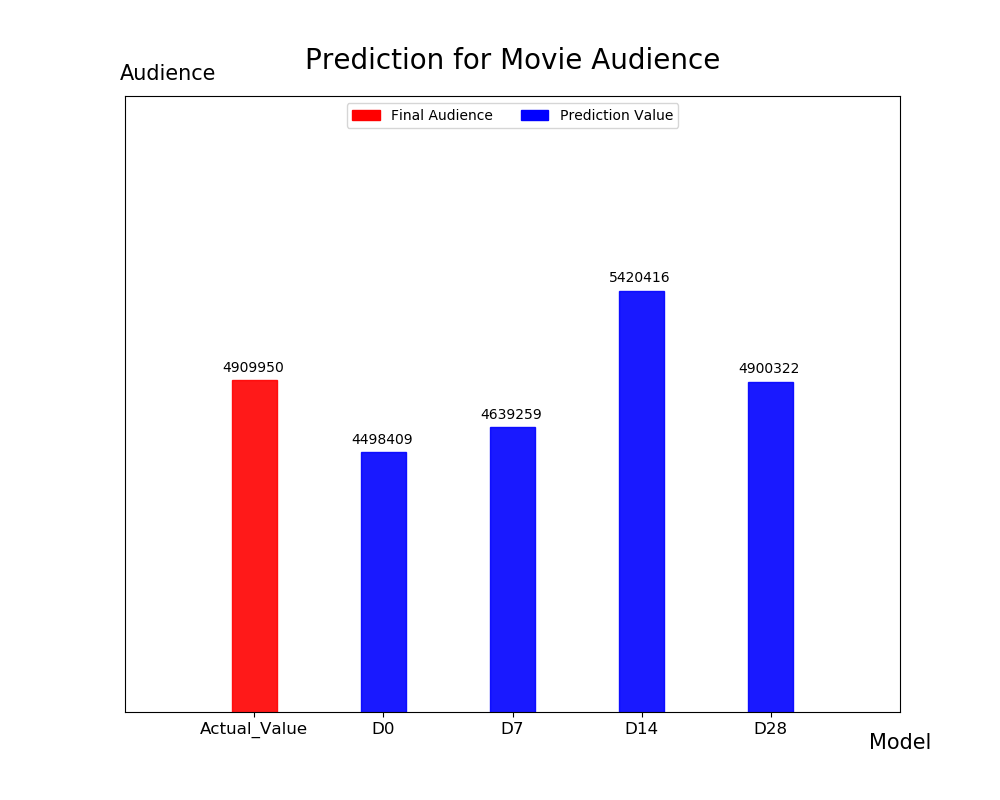 Prediction for Movie Audience
Audience
Final Audience Prediction Value
5420416
4909950
4900322
4639259
4498409
Actual_Value D0 D7 D14 D28
Model